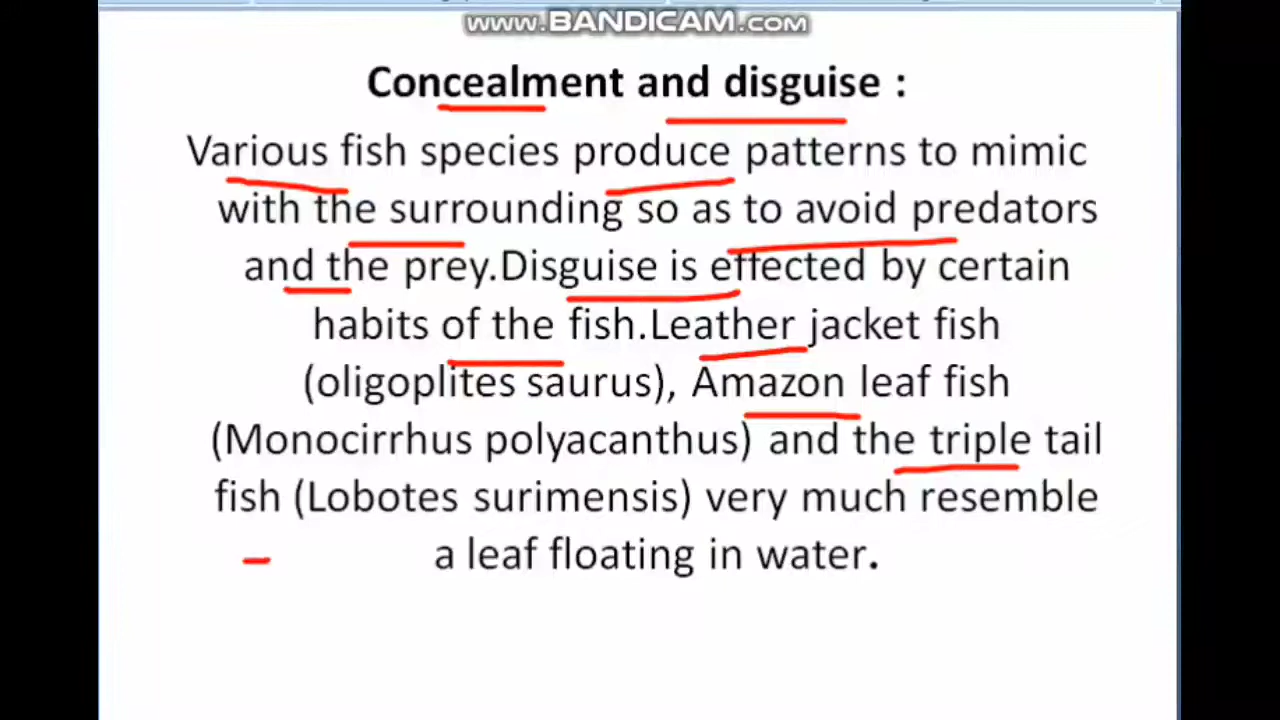 www.BANDICAM.com
Concealment and disguise :
Various fish species produce patterns to mimic
with the surrounding so as to avoid predators
and the prey.Disguise is effected by certain
habits of the fish.Leather jacket fish
(oligoplites saurus), Amazon leaf fish
(Monocirrhus polyacanthus) and the triple tail
fish (Lobotes surimensis) very much resemble
a leaf floating in water.